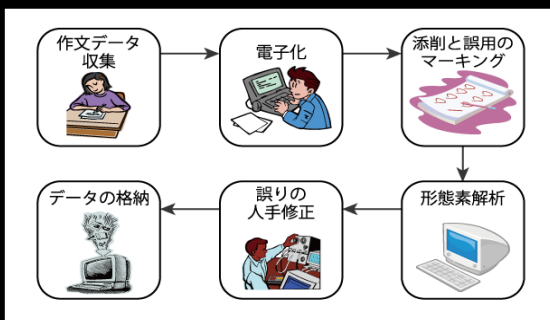 作文データ
収集
電子化
添削と誤用の
マーキング
形態素解析
誤りの
人手修正
データの格納